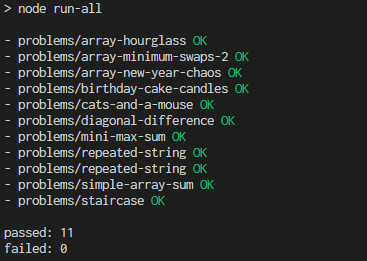 > node run-all
- problems/array-hourglass OK
- problems/array-minimum-swaps-2 OK
- problems/array-new-year-chaos OK
- problems/birthday-cake-candles OK
- problems/cats-and-a-mouse OK
- problems/diagonal-difference OK
- problems/mini-max-sum OK
- problems/repeated-string OK
- problems/repeated-string OK
- problems/simple-array-sum OK
- problems/staircase OK
passed: 11
failed: 0